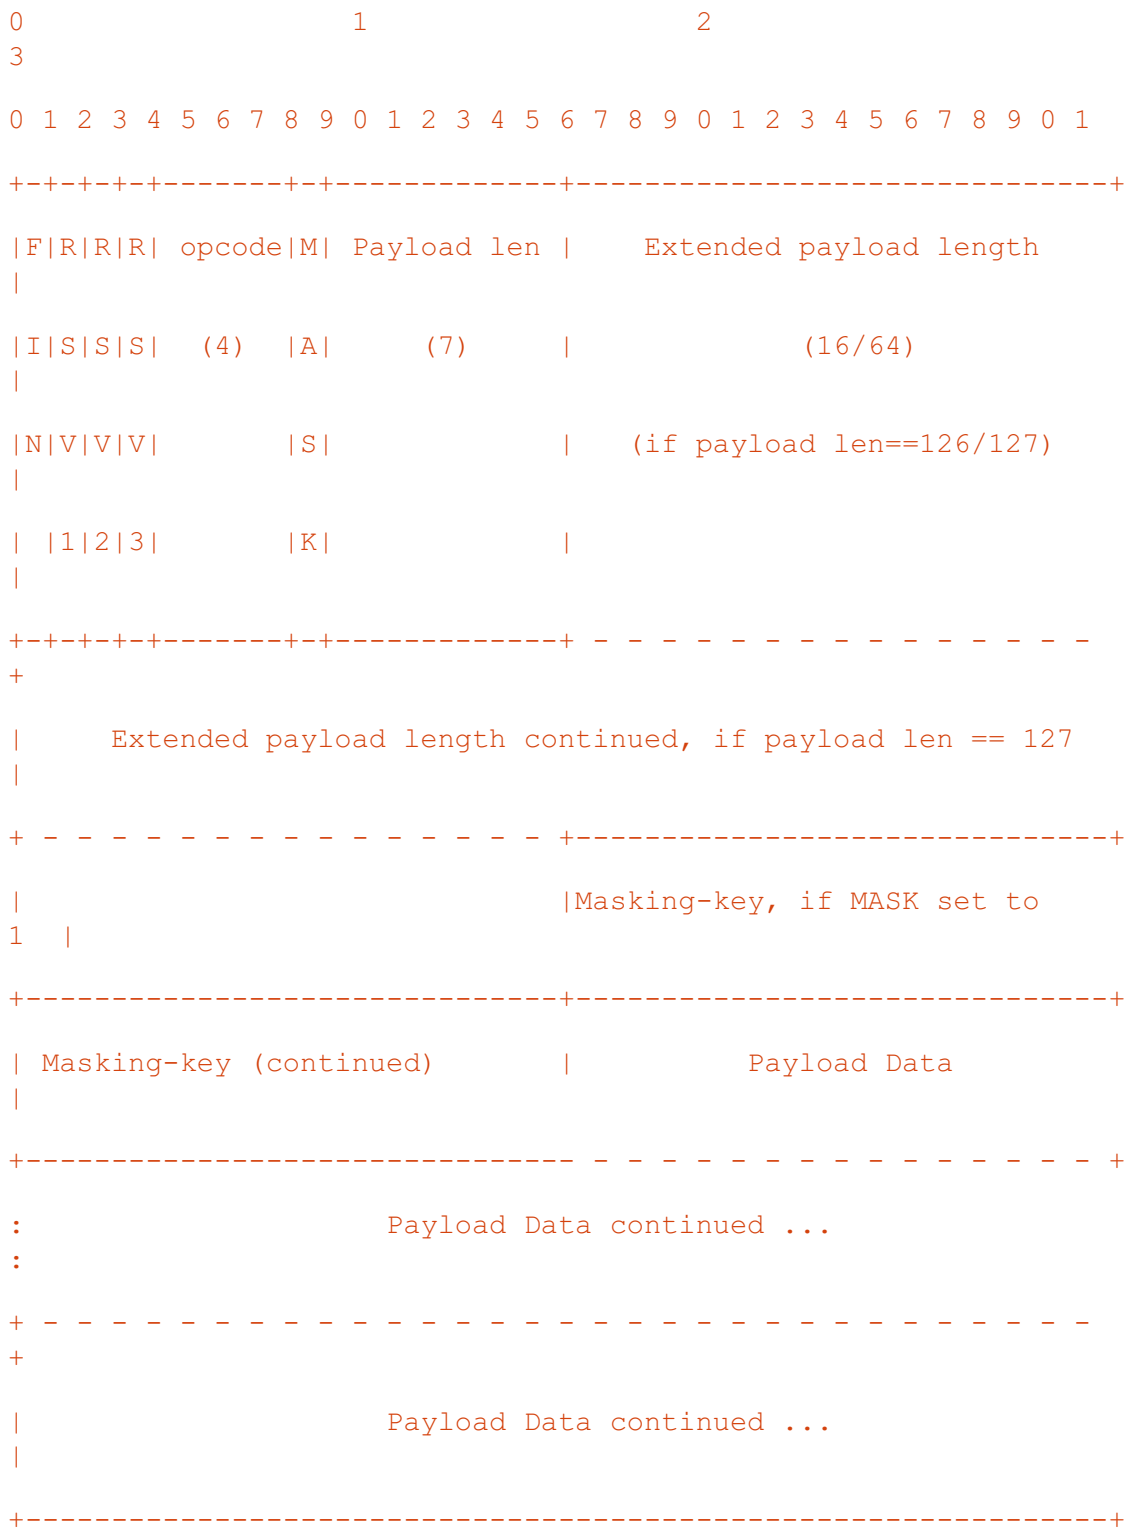 0                   1                   2
3
0 1 2 3 4 5 6 7 8 9 0 1 2 3 4 5 6 7 8 9 0 1 2 3 4 5 6 7 8 9 0 1
+-+-+-+-+-------+-+-------------+-------------------------------+
|F|R|R|R| opcode|M| Payload len |    Extended payload length
|
|I|S|S|S|  (4)  |A|     (7)     |             (16/64)
|
|N|V|V|V|       |S|             |   (if payload len==126/127)
|
| |1|2|3|       |K|             |
|
+-+-+-+-+-------+-+-------------+ - - - - - - - - - - - - - - -
+
|     Extended payload length continued, if payload len == 127
|
+ - - - - - - - - - - - - - - - +-------------------------------+
|                               |Masking-key, if MASK set to
1  |
+-------------------------------+-------------------------------+
| Masking-key (continued)       |          Payload Data
|
+-------------------------------- - - - - - - - - - - - - - - - +
:                     Payload Data continued ...
:
+ - - - - - - - - - - - - - - - - - - - - - - - - - - - - - - -
+
|                     Payload Data continued ...
|
+---------------------------------------------------------------+